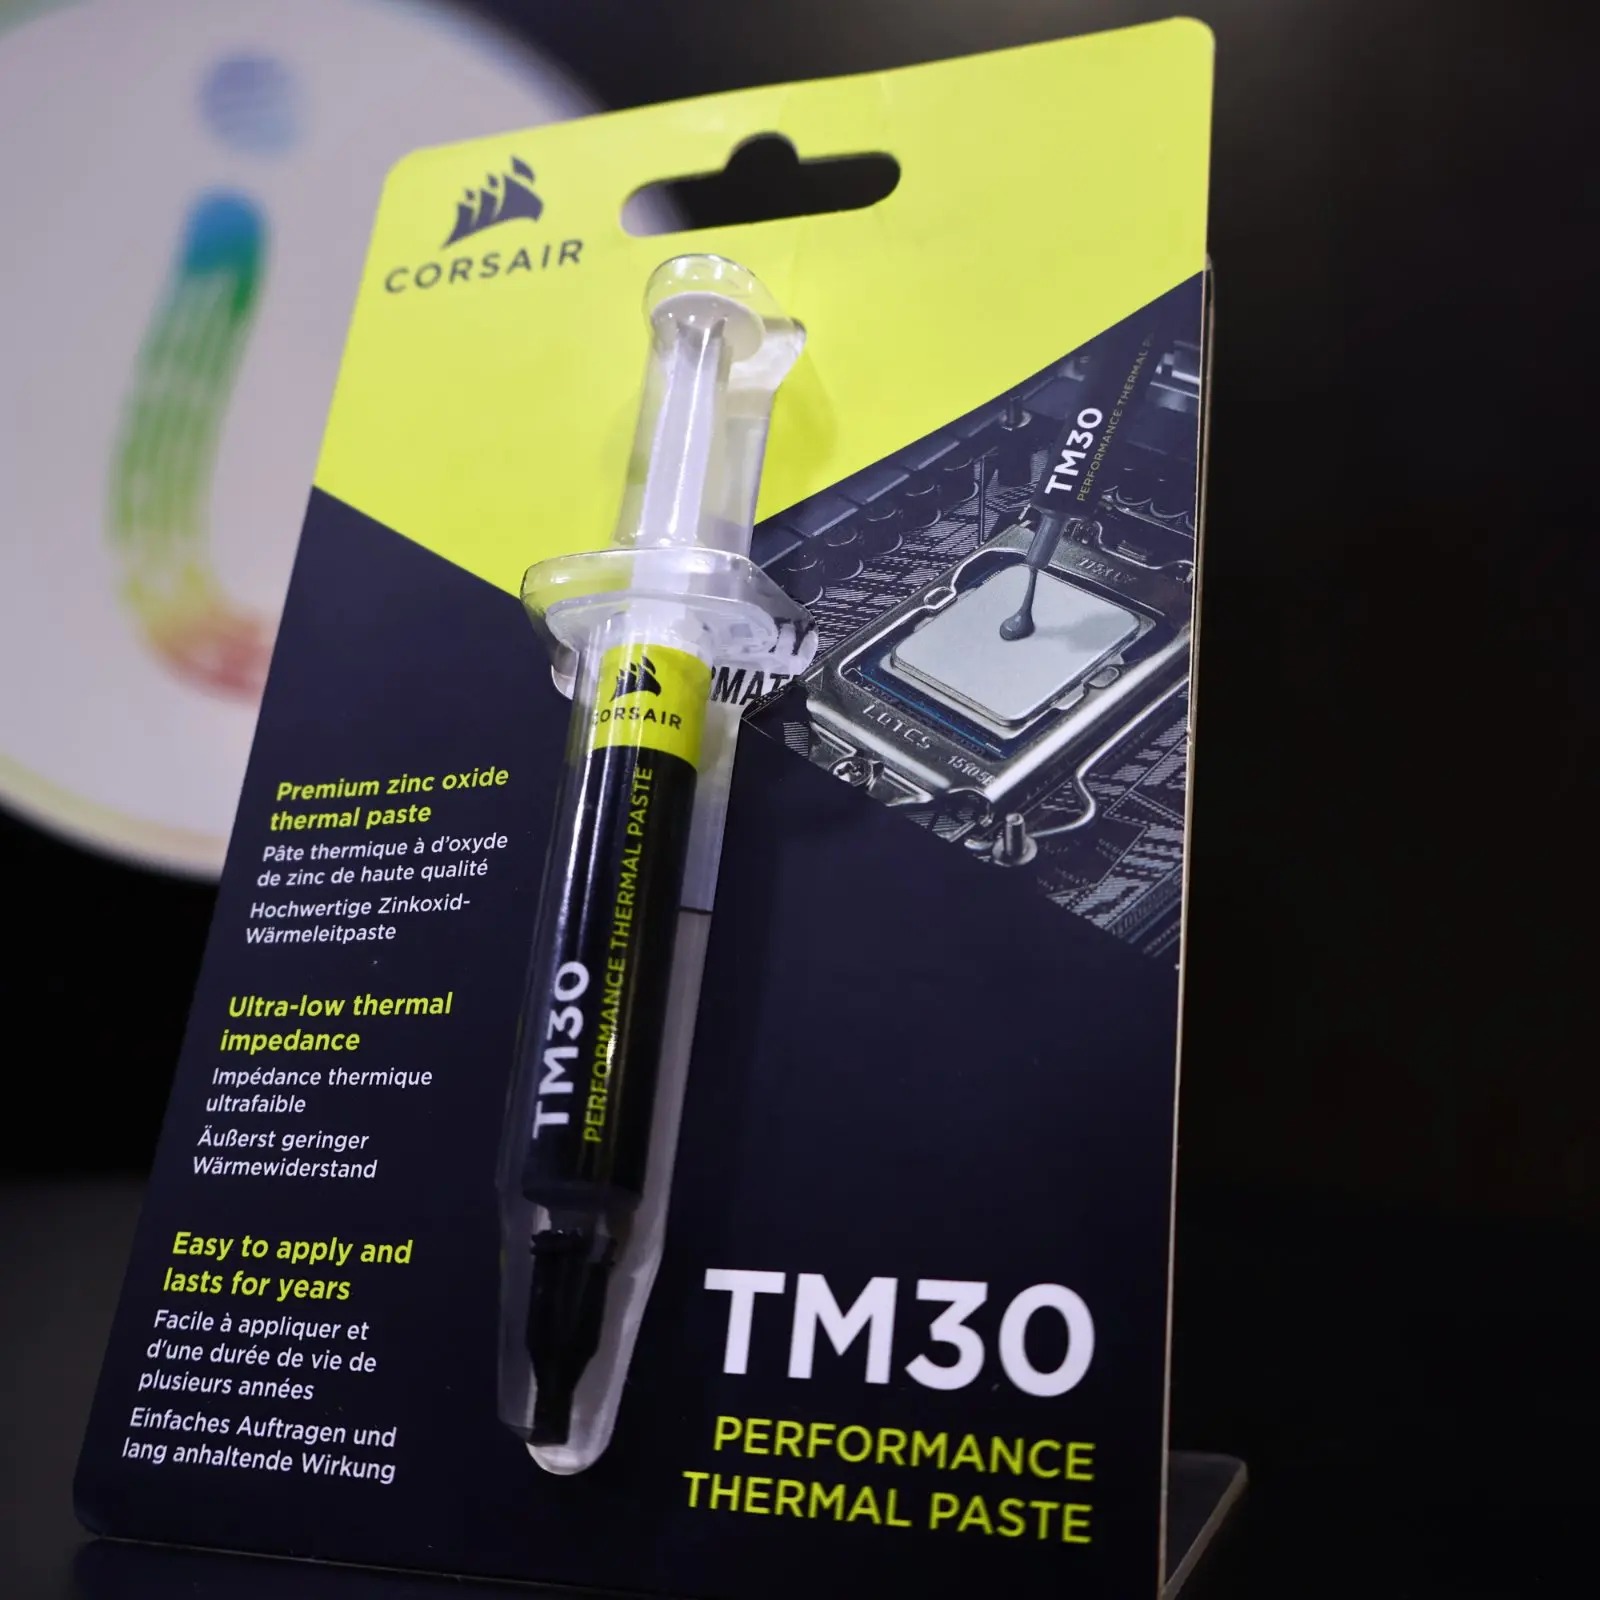 CORSAIR
TM30
PERFORMANCE THERMAL P
LOTES
CORSAIR
TM30
PERFORMANCE THERMAL PASTE
Premium zinc oxide
thermal paste
Pâte thermique à d'oxyde
de zinc de haute qualité
Hochwertige Zinkoxid-
Wärmeleitpaste
Ultra-low thermal
impedance
Impédance thermique
ultrafaible
Äußerst geringer
Wärmewiderstand
Easy to apply and
lasts for years
Facile à appliquer et
d'une durée de vie de
plusieurs années
Einfaches Auftragen und
lang anhaltende Wirkung
TM30
PERFORMANCE
THERMAL PASTE